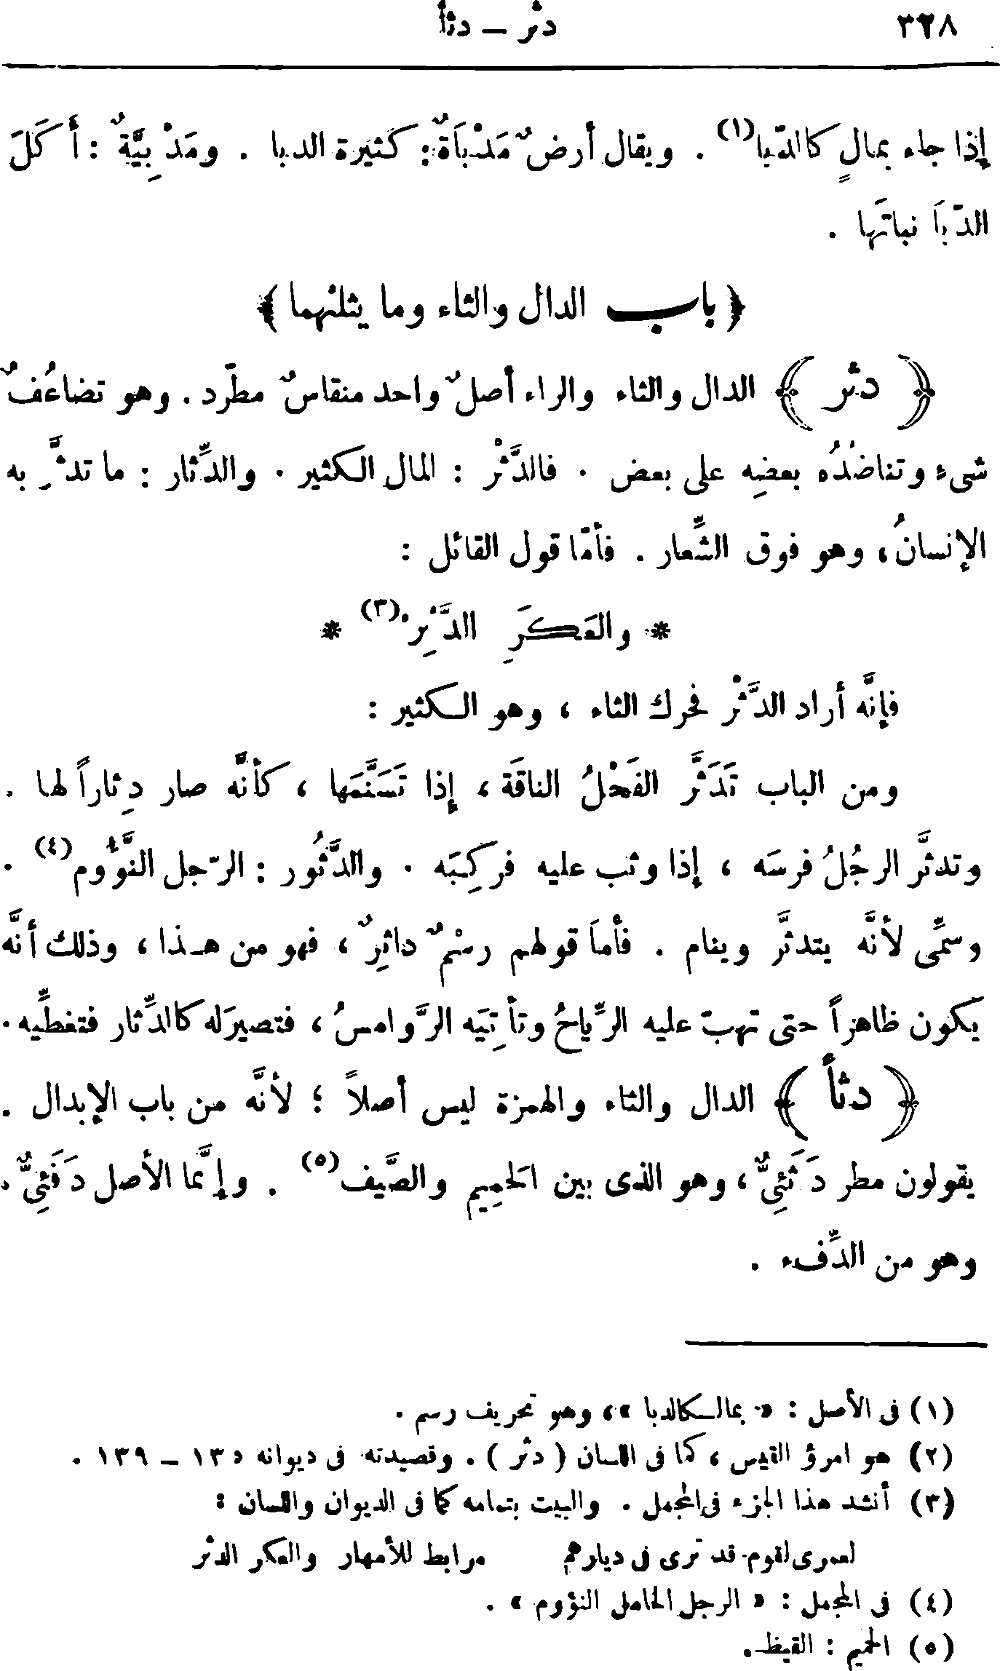 ٣٢٨
دثر — دثأ
إذا جاء بمالٍ كالدّبا(١) . ويقال أرضٌ مَدْبَاةٌ: كثيرة الدبا . ومَدْبِيَّةٌ : أَكَلَ
الدّبَا نباتَها .
﴿ باب الدال والثاء وما يثلثهما ﴾
﴿ دثر ﴾ الدال والثاء والراء أصلٌ واحد منقاسٌ مطّرد . وهو تضاعُفٌ
شىءٍ وتناضُدُه بعضِه على بعض . فالدَّثْر : المال الكثير . والدِّثار : ما تدثَّر به
الإنسانُ، وهو فوق الشِّعار . فأمّا قول القائل :
* والعَكَرِ الدَّثِرْ(٣) *
فإنَّه أراد الدَّثْر فحرك الثاء ، وهو الكثير :
ومن الباب تَدَثَّر الفَحْلُ الناقَة ، إذا تَسَنَّمَها ، كأنَّه صار دِثاراً لها .
وتدثَّر الرجُلُ فرسَه ، إذا وثب عليه فركِبَه . والدَّثُور : الرّجل النَّؤُوم(٤) .
وسمِّى لأنَّه يتدثَّر وينام . فأما قولهم رسْمٌ داثِرٌ ، فهو من هذا ، وذلك أنَّه
يكون ظاهراً حتى تهبّ عليه الرِّياحُ وتأتِيَه الرَّوامسُ ، فتصيرَ له كالدِّثار فتغطِّيه.
﴿ دثأ ﴾ الدال والثاء والهمزة ليس أصلاً ؛ لأنَّه من باب الإبدال .
يقولون مطر دَثَئِىٌّ ، وهو الذى بين الحَمِيم والصَّيف(٥) . وإنَّما الأصل دَفَئِىٌّ .
وهو من الدِّفء .
(١) فى الأصل : « بمالكالدبا »، وهو تحريف رسم .
(٢) هو امرؤ القيس ، كما فى اللسان ( دثر ) . وقصيدته فى ديوانه ١٣٥ — ١٣٩ .
(٣) أنشد هذا الجزء فى المجمل . والبيت بتمامه كما فى الديوان واللسان :
لعمرى لقوم قد ترى فى ديارهم مرابط للأمهار والعكر الدثر
(٤) فى المجمل : « الرجل الخامل النؤوم » .
(٥) الحميم : القيظ.